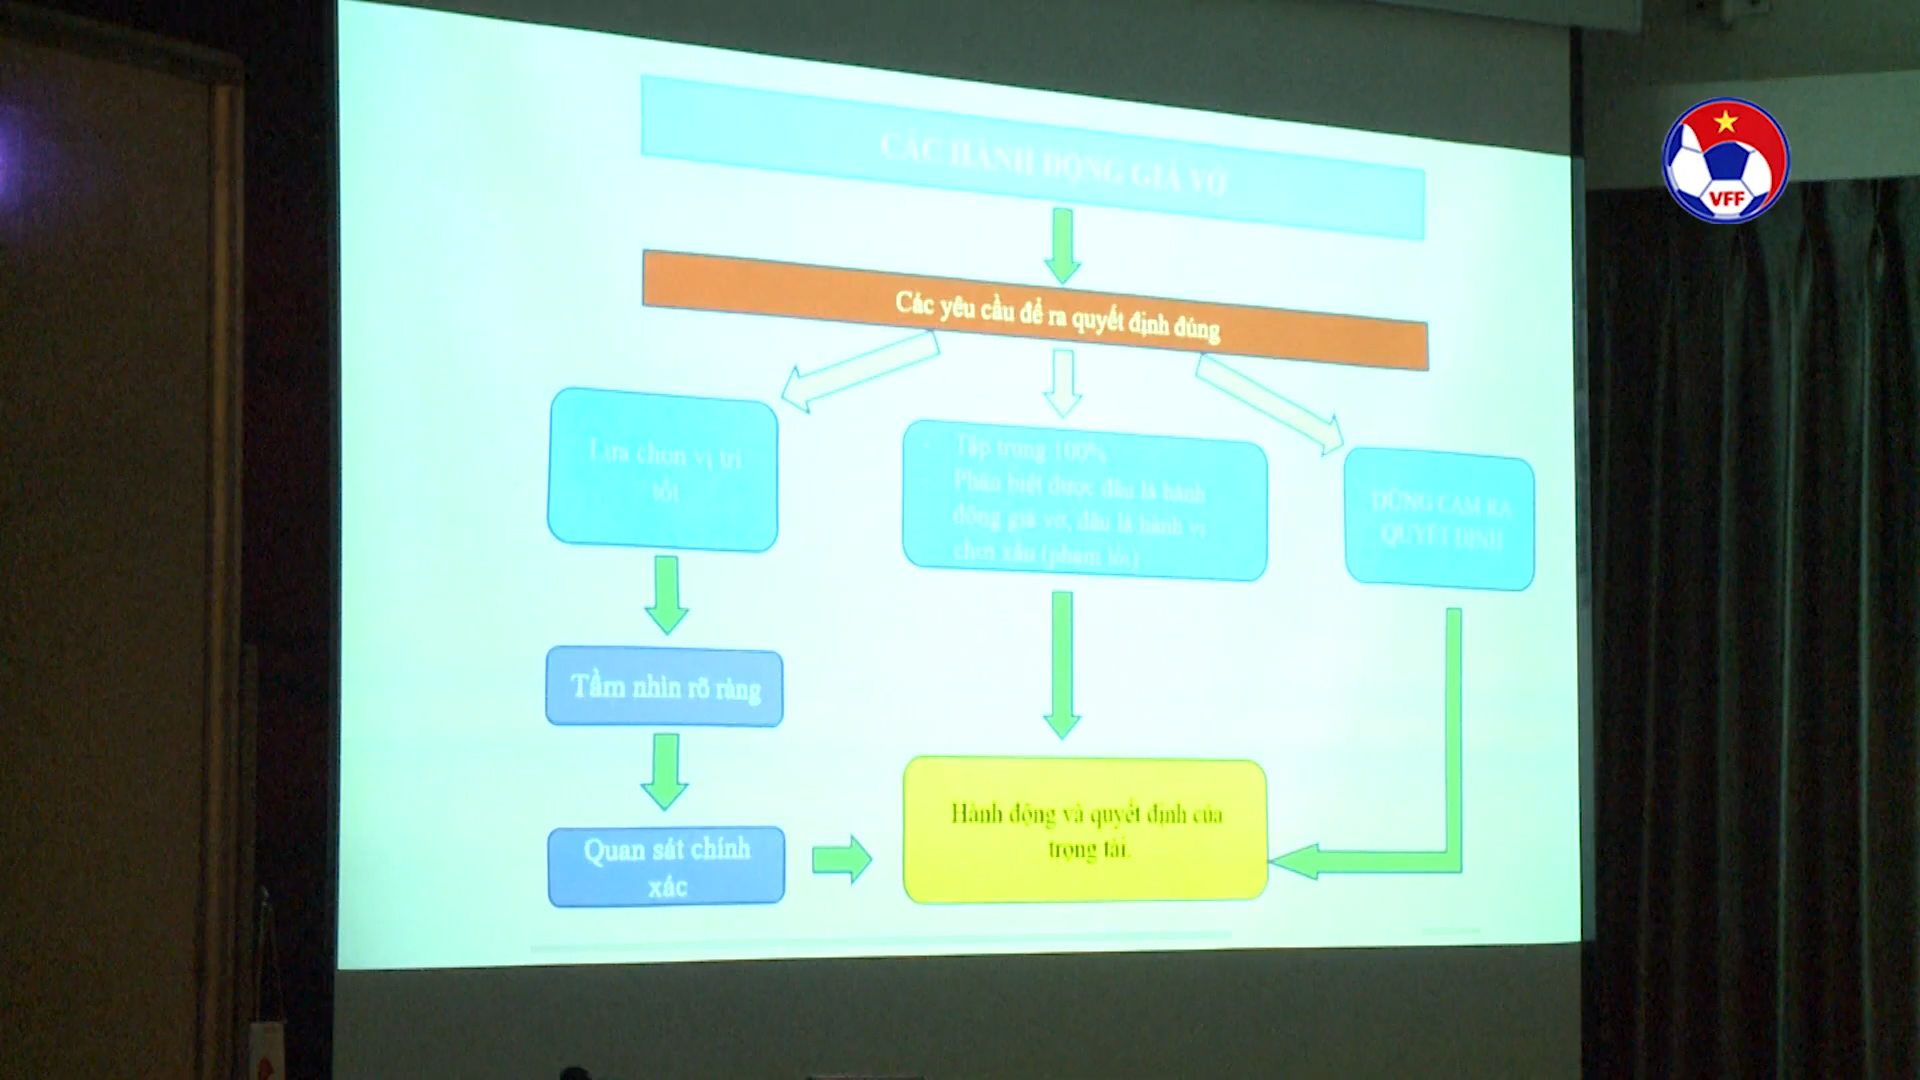 CÁC HÀNH ĐỘNG GIẢ VỜ
VFF
Các yêu cầu để ra quyết định đúng
Lựa chọn vị trí
tốt
- Tập trung 100%
- Phân biệt được đâu là hành
động giả vờ, đâu là hành vi
chơi xấu (phạm lỗi)
DŨNG CẢM RA
QUYẾT ĐỊNH
Tầm nhìn rõ ràng
Quan sát chính
xác
Hành động và quyết định của
trọng tài.